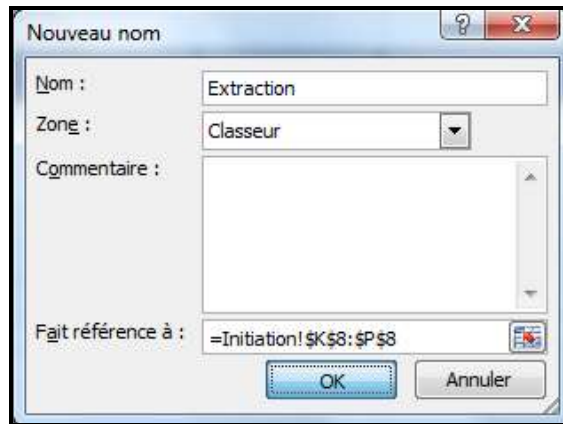 Nouveau nom
?
X
Nom :
Extraction
Zone :
Classeur
Commentaire :
Fait référence à :
=Initiation!$K$8:$P$8
OK
Annuler